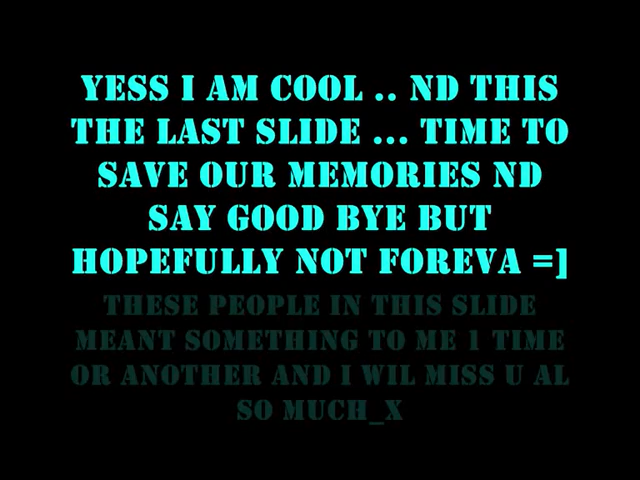 YESS I AM COOL .. ND THIS
THE LAST SLIDE ... TIME TO
SAVE OUR MEMORIES ND
SAY GOOD BYE BUT
HOPEFULLY NOT FOREVA =]
THESE PEOPLE IN THIS SLIDE
MEANT SOMETHING TO ME 1 TIME
OR ANOTHER AND I WIL MISS U AL
SO MUCH_X